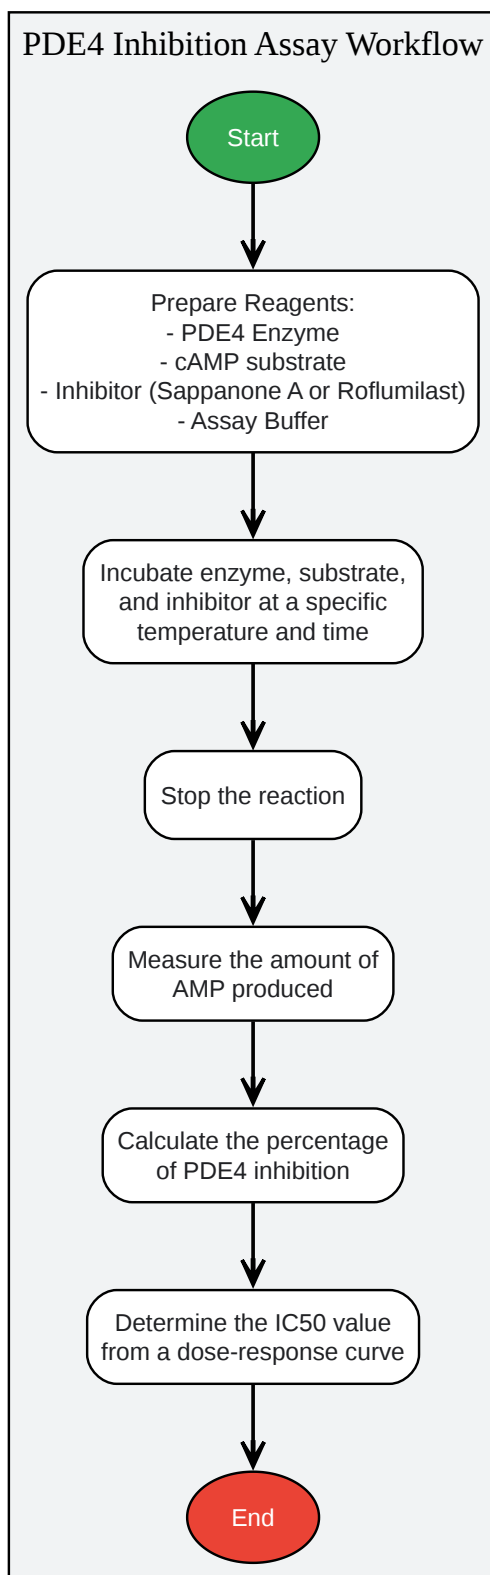 PDE4 Inhibition Assay Workflow
Start
Prepare Reagents:
- PDE4 Enzyme
- cAMP substrate
- Inhibitor (Sappanone A or Roflumilast)
- Assay Buffer
Incubate enzyme, substrate,
and inhibitor at a specific
temperature and time
Stop the reaction
Measure the amount of
AMP produced
Calculate the percentage
of PDE4 inhibition
Determine the IC50 value
from a dose-response curve
End